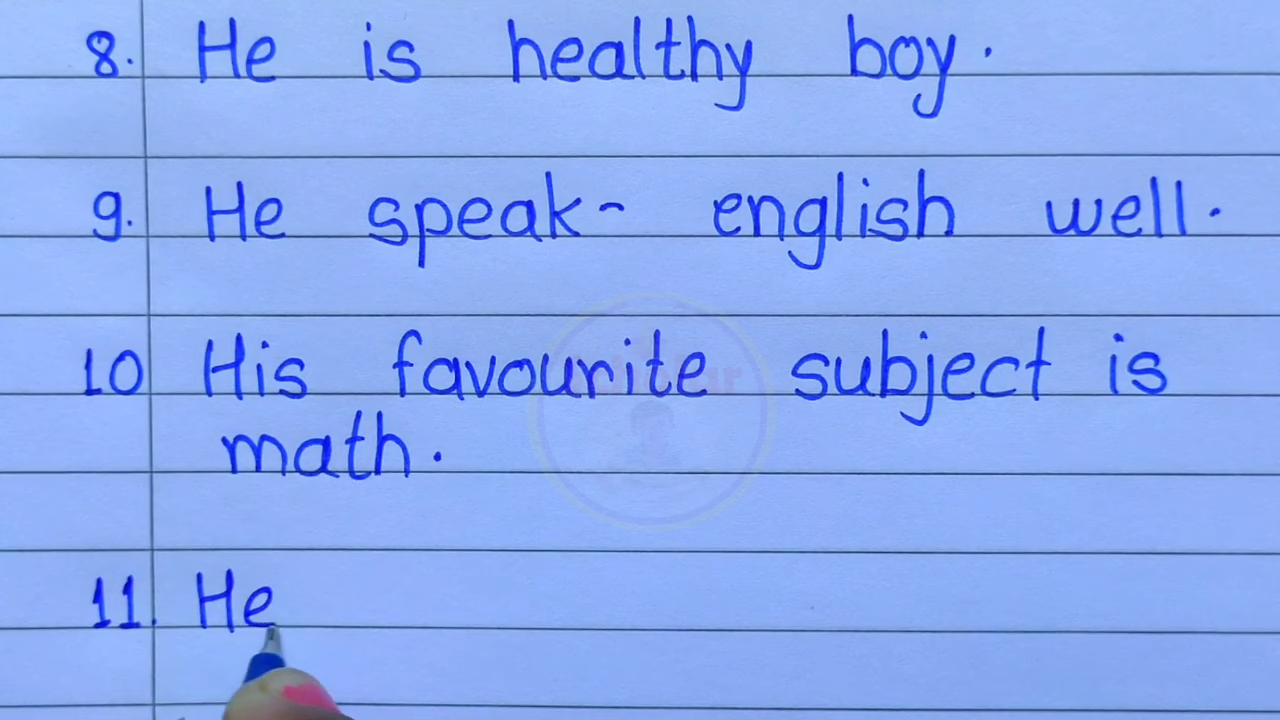 8. He is healthy boy.
9. He speak- english well.
10 His favourite subject is
math.
11. He